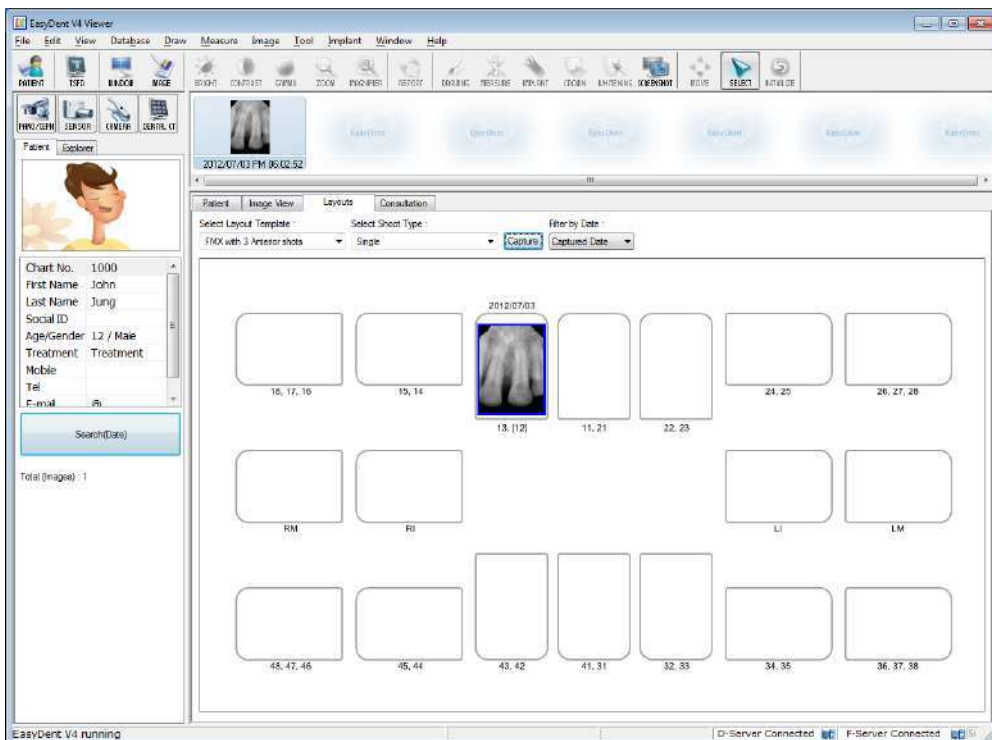 EasyDent V4 Viewer
File Edit View Database Draw Measure Image Tool Implant Window Help
PATIENT TSFD WINDOW IMAGE BRIGHT CONTRAST GAMMA ZOOM MAGNIFIER REPORT DRAWING MEASURE IMPLANT CROWN WHITENING SCREENSHOT MOVE SELECT INITIALIZE
PANO/CEPH SENSOR CAMERA DENTAL CT
Patient Explorer
EasyDent EasyDent EasyDent EasyDent EasyDent EasyDent
2012/07/03 PM 06:02:52
Patient Image View Layouts Consultation
Select Layout Template : Select Shoot Type : Filter by Date :
FMX with 3 Anterior shots Single Capture Captured Date
Chart No. 1000
First Name John
Last Name Jung
Social ID
Age/Gender 12 / Male
Treatment Treatment
Mobile
Tel
E-mail @
Search(Date)
Total (Images) : 1
2012/07/03
18, 17, 16 15, 14 13, [12] 11, 21 22, 23 24, 25 26, 27, 28
RM RI LI LM
48, 47, 46 45, 44 43, 42 41, 31 32, 33 34, 35 36, 37, 38
EasyDent V4 running D-Server Connected F-Server Connected